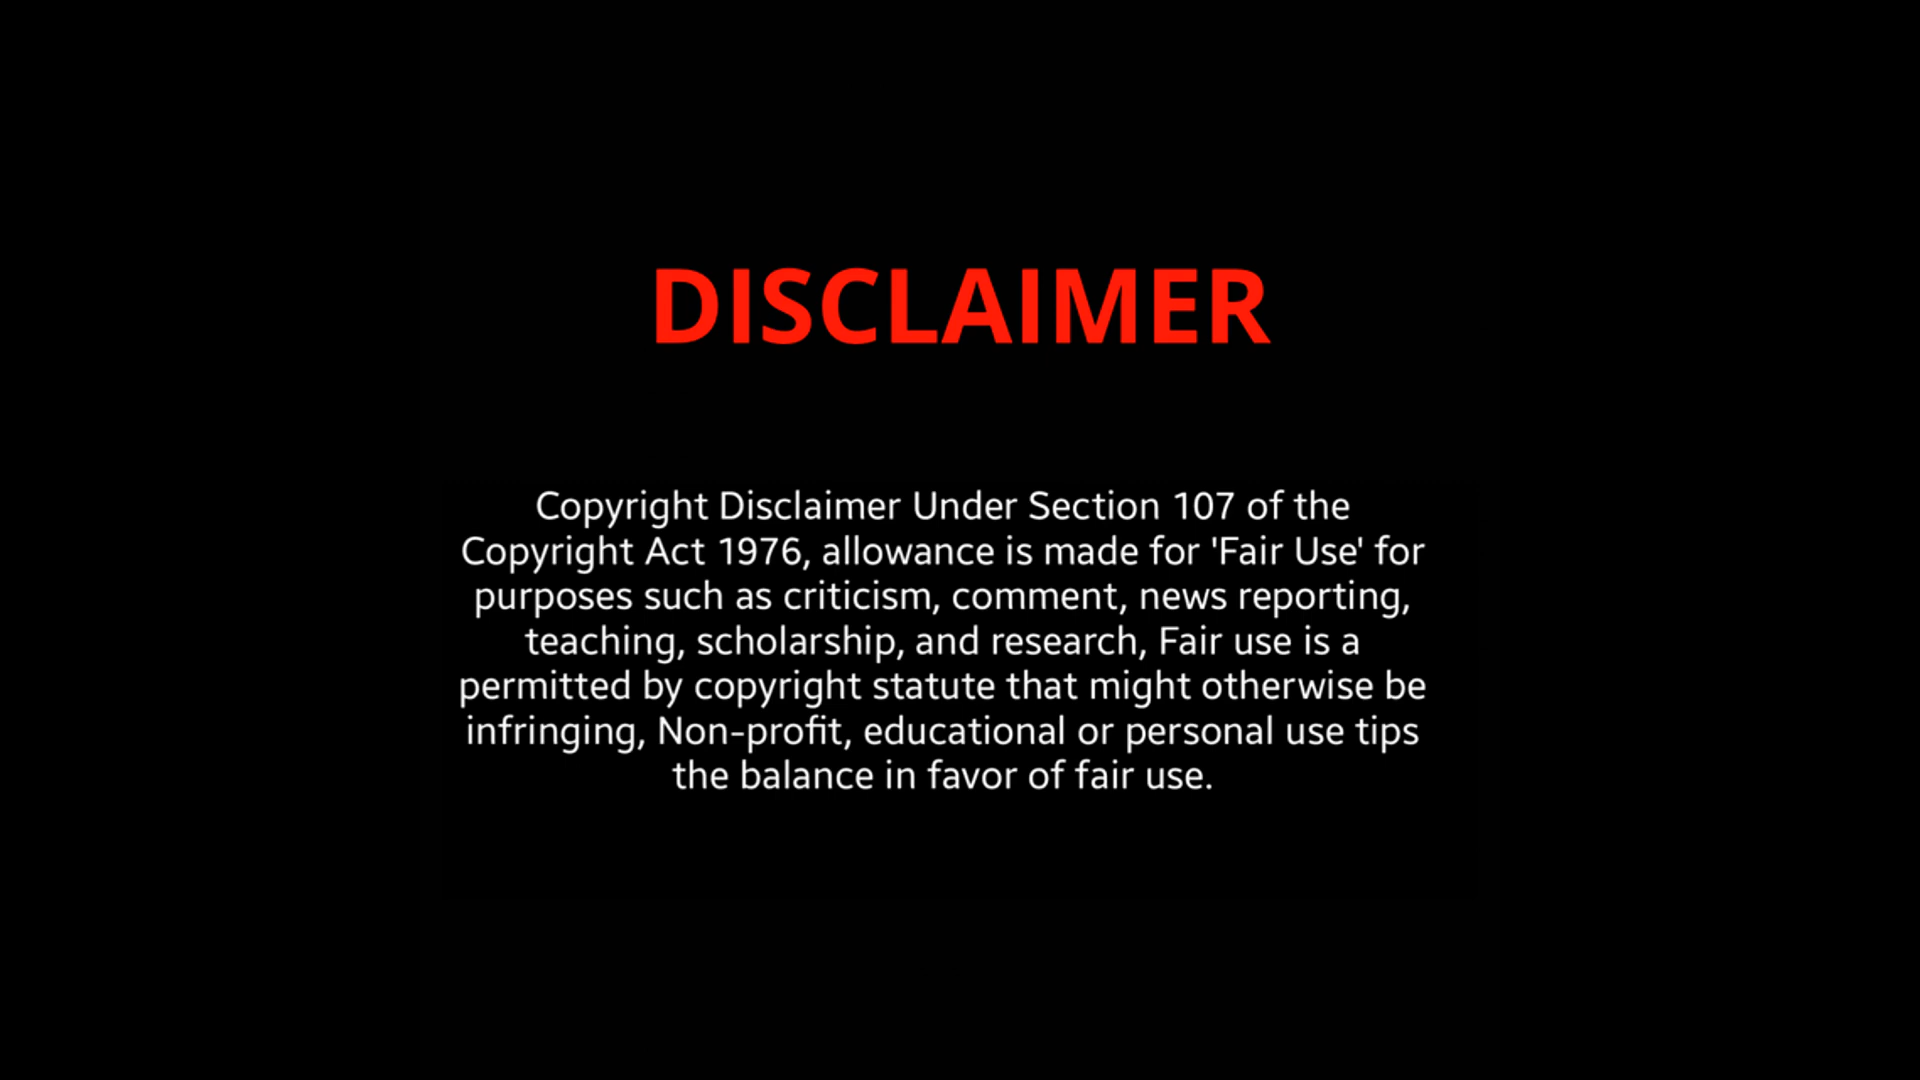 DISCLAIMER
Copyright Disclaimer Under Section 107 of the
Copyright Act 1976, allowance is made for 'Fair Use' for
purposes such as criticism, comment, news reporting,
teaching, scholarship, and research, Fair use is a
permitted by copyright statute that might otherwise be
infringing, Non-profit, educational or personal use tips
the balance in favor of fair use.